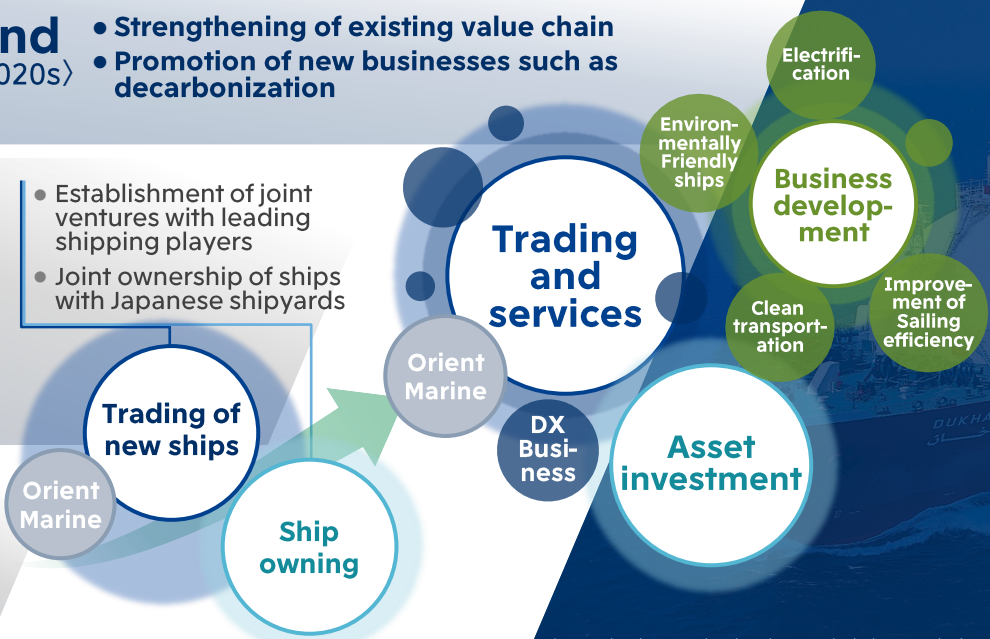 nd
020s〉
● Strengthening of existing value chain
● Promotion of new businesses such as
decarbonization
● Establishment of joint
ventures with leading
shipping players
● Joint ownership of ships
with Japanese shipyards
Trading of
new ships
Orient
Marine
Ship
owning
Trading
and
services
Orient
Marine
DX
Busi-
ness
Asset
investment
Business
develop-
ment
Electrifi-
cation
Environ-
mentally
Friendly
ships
Clean
transport-
ation
Improve-
ment of
Sailing
efficiency
DUKHA